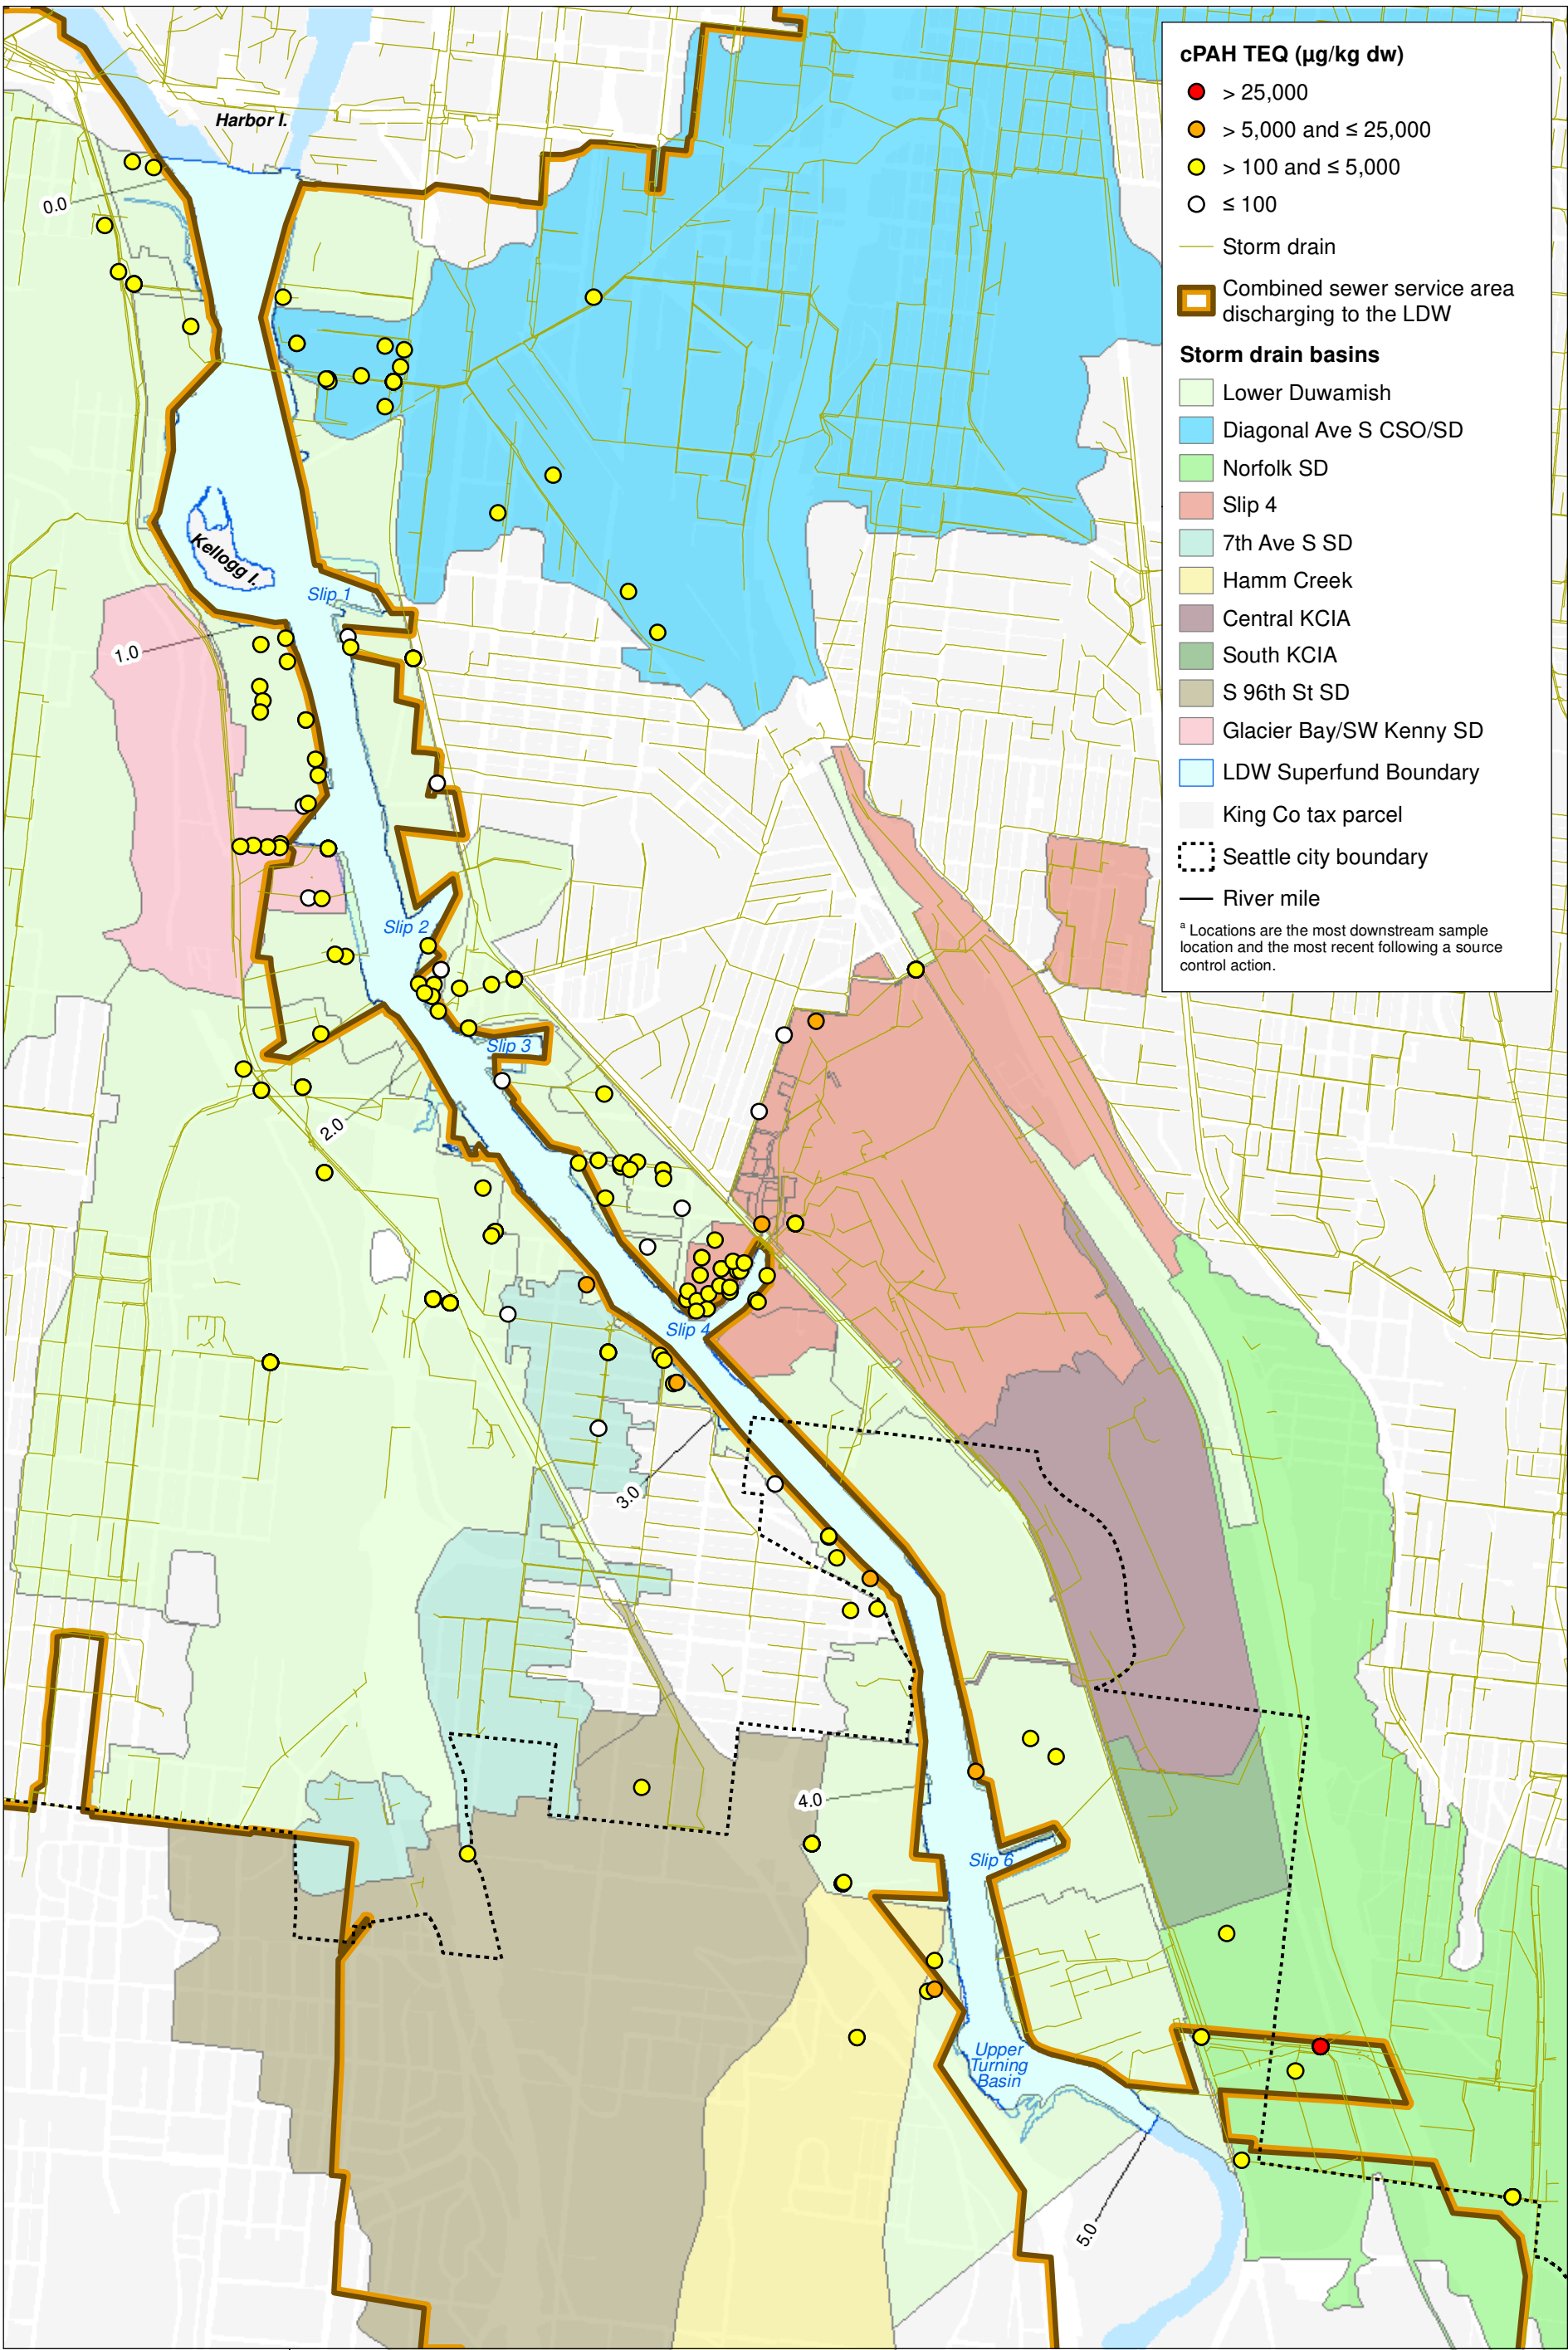 cPAH TEQ (µg/kg dw)
> 25,000
> 5,000 and ≤ 25,000
> 100 and ≤ 5,000
≤ 100
Storm drain
Combined sewer service area
discharging to the LDW
Storm drain basins
Lower Duwamish
Diagonal Ave S CSO/SD
Norfolk SD
Slip 4
7th Ave S SD
Hamm Creek
Central KCIA
South KCIA
S 96th St SD
Glacier Bay/SW Kenny SD
LDW Superfund Boundary
King Co tax parcel
Seattle city boundary
River mile
a Locations are the most downstream sample
location and the most recent following a source
control action.
Harbor I.
0.0
Kellogg I.
Slip 1
1.0
Slip 2
Slip 3
2.0
Slip 4
3.0
4.0
Slip 6
Upper
Turning
Basin
5.0